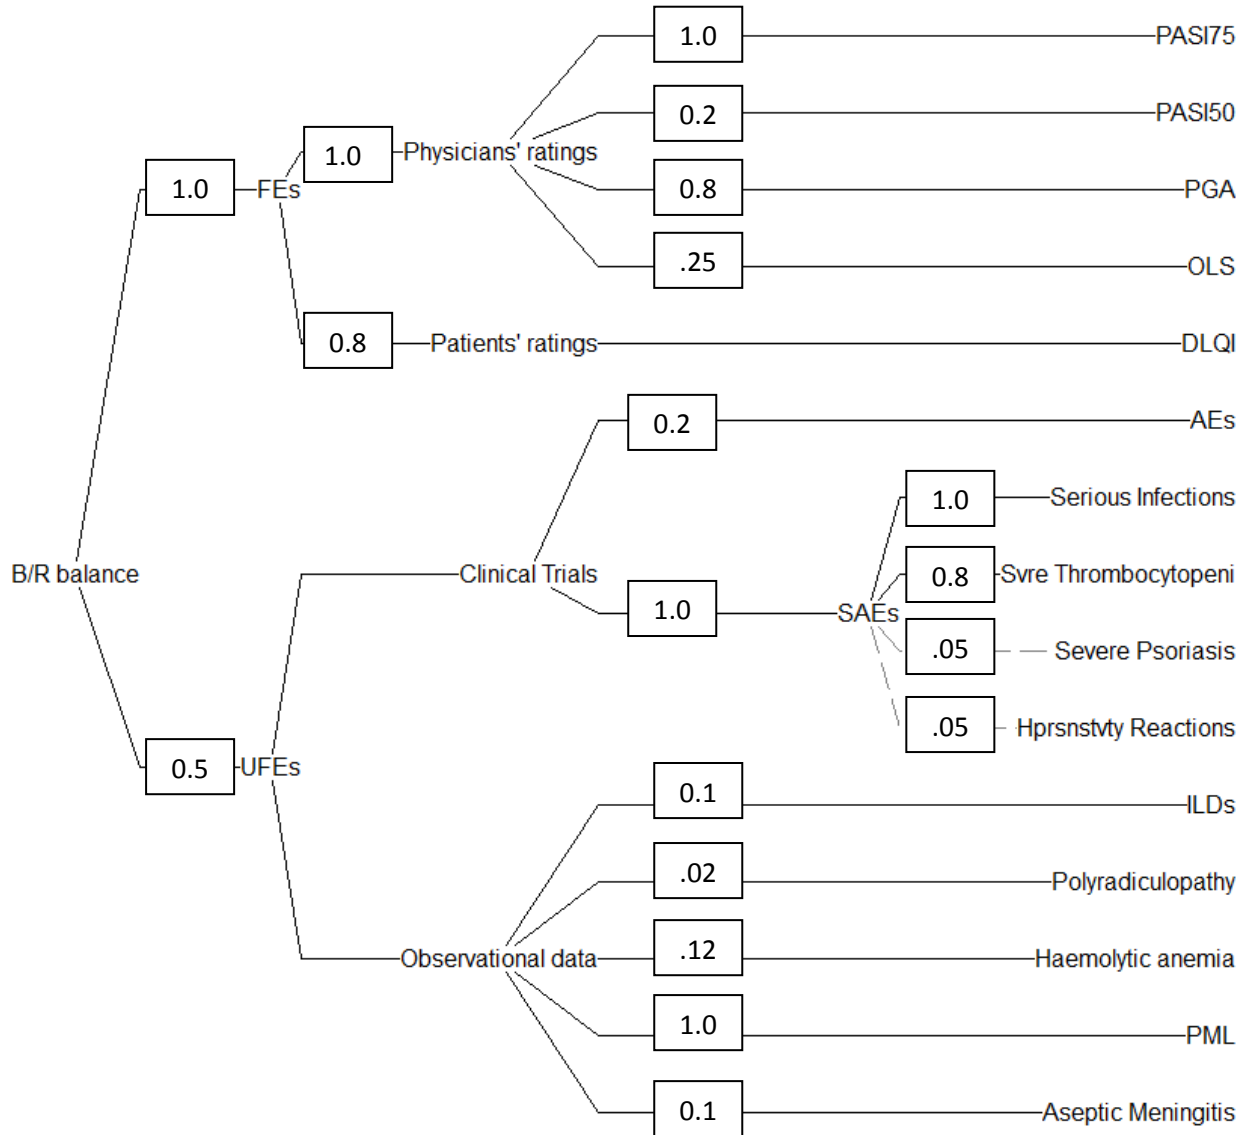 1.0 PASI75
0.2 PASI50
1.0 Physicians' ratings
1.0 FEs 0.8 PGA
.25 OLS
0.8 Patients' ratings DLQI
0.2 AEs
1.0 Serious Infections
B/R balance Clinical Trials 0.8 Svre Thrombocytopeni
1.0 SAEs
.05 Severe Psoriasis
.05 Hprsnstvty Reactions
0.5 UFEs
0.1 ILDs
.02 Polyradiculopathy
Observational data .12 Haemolytic anemia
1.0 PML
0.1 Aseptic Meningitis